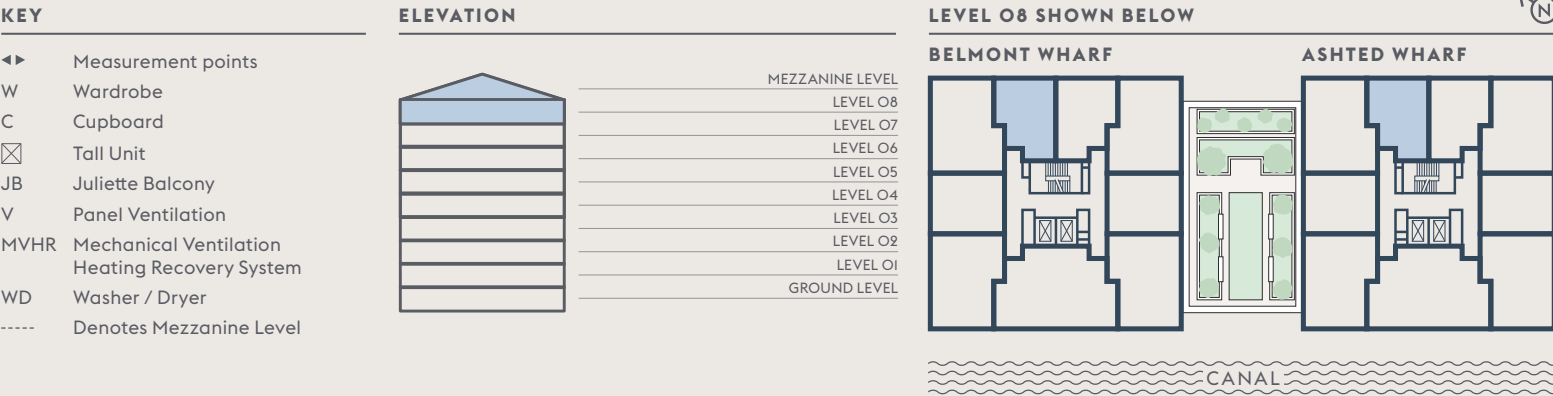 KEY
Measurement points
W Wardrobe
C Cupboard
Tall Unit
JB Juliette Balcony
V Panel Ventilation
MVHR Mechanical Ventilation
Heating Recovery System
WD Washer / Dryer
----- Denotes Mezzanine Level
ELEVATION
MEZZANINE LEVEL
LEVEL 08
LEVEL 07
LEVEL 06
LEVEL 05
LEVEL 04
LEVEL 03
LEVEL 02
LEVEL 01
GROUND LEVEL
LEVEL 08 SHOWN BELOW
N
BELMONT WHARF
ASHTED WHARF
CANAL